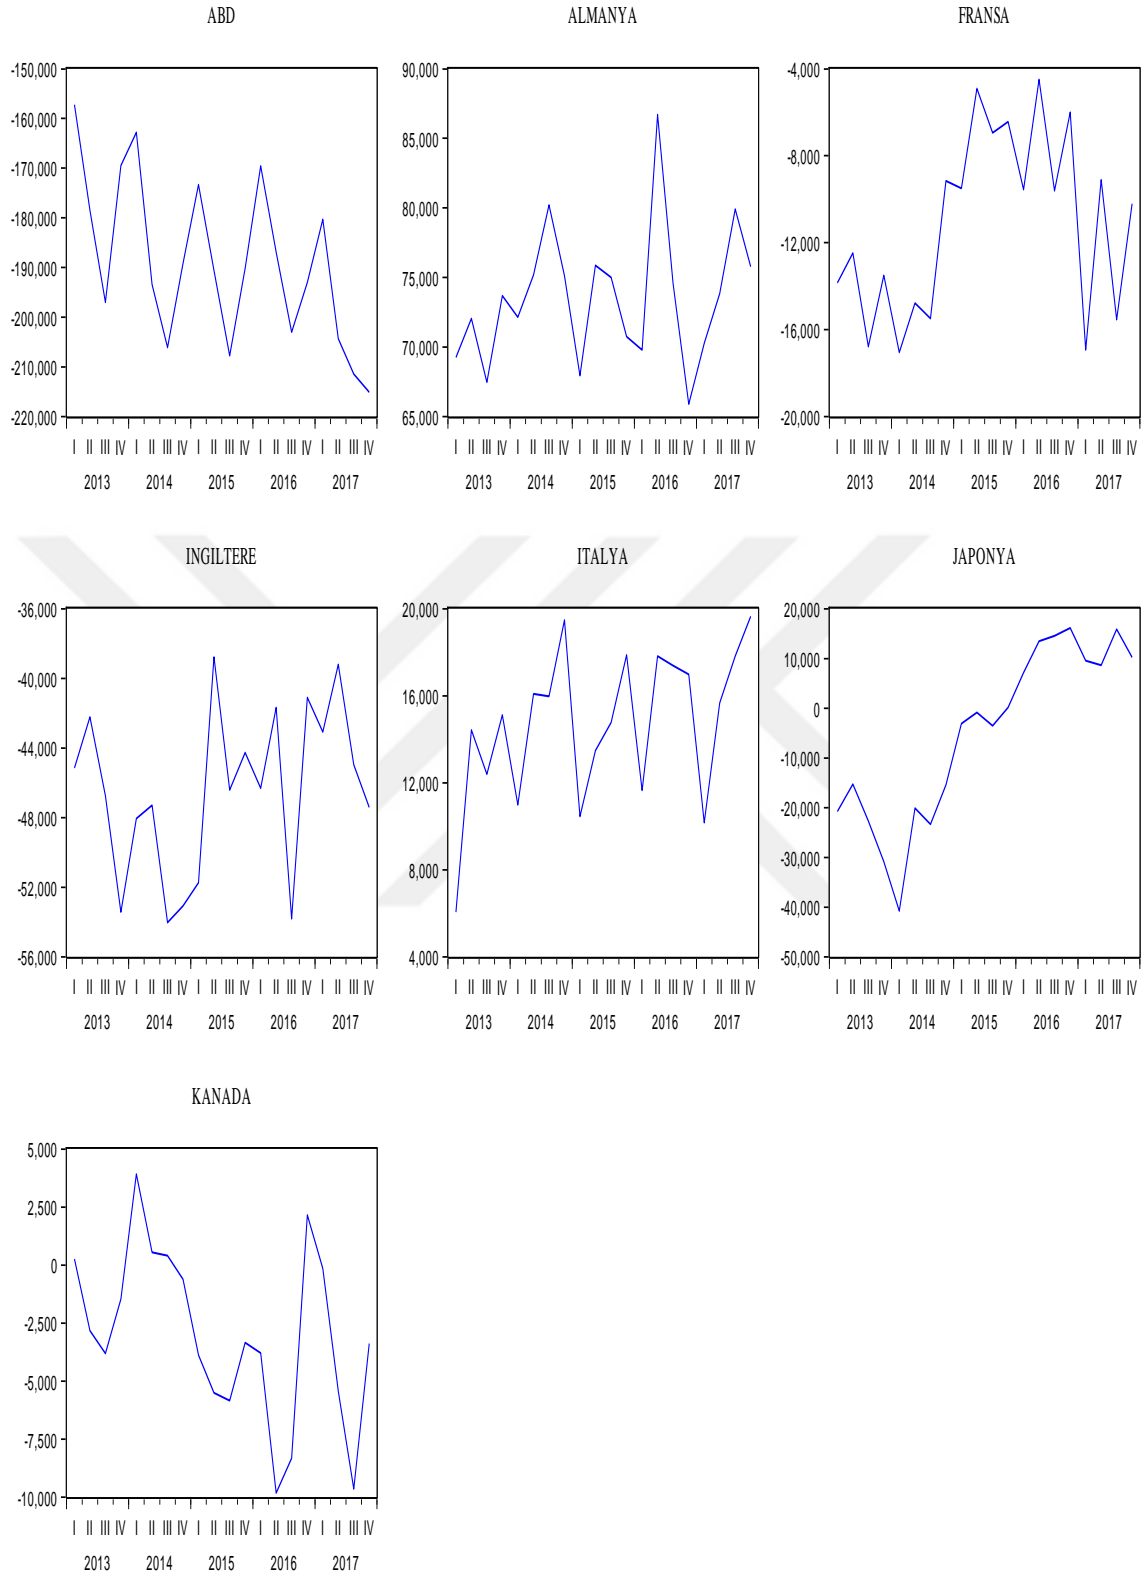 ABD
-150,000
-160,000
-170,000
-180,000
-190,000
-200,000
-210,000
-220,000
I II III IV I II III IV I II III IV I II III IV I II III IV
2013 2014 2015 2016 2017
ALMANYA
90,000
85,000
80,000
75,000
70,000
65,000
I II III IV I II III IV I II III IV I II III IV I II III IV
2013 2014 2015 2016 2017
FRANSA
-4,000
-8,000
-12,000
-16,000
-20,000
I II III IV I II III IV I II III IV I II III IV I II III IV
2013 2014 2015 2016 2017
INGILTERE
-36,000
-40,000
-44,000
-48,000
-52,000
-56,000
I II III IV I II III IV I II III IV I II III IV I II III IV
2013 2014 2015 2016 2017
ITALYA
20,000
16,000
12,000
8,000
4,000
I II III IV I II III IV I II III IV I II III IV I II III IV
2013 2014 2015 2016 2017
JAPONYA
20,000
10,000
0
-10,000
-20,000
-30,000
-40,000
-50,000
I II III IV I II III IV I II III IV I II III IV I II III IV
2013 2014 2015 2016 2017
KANADA
5,000
2,500
0
-2,500
-5,000
-7,500
-10,000
I II III IV I II III IV I II III IV I II III IV I II III IV
2013 2014 2015 2016 2017